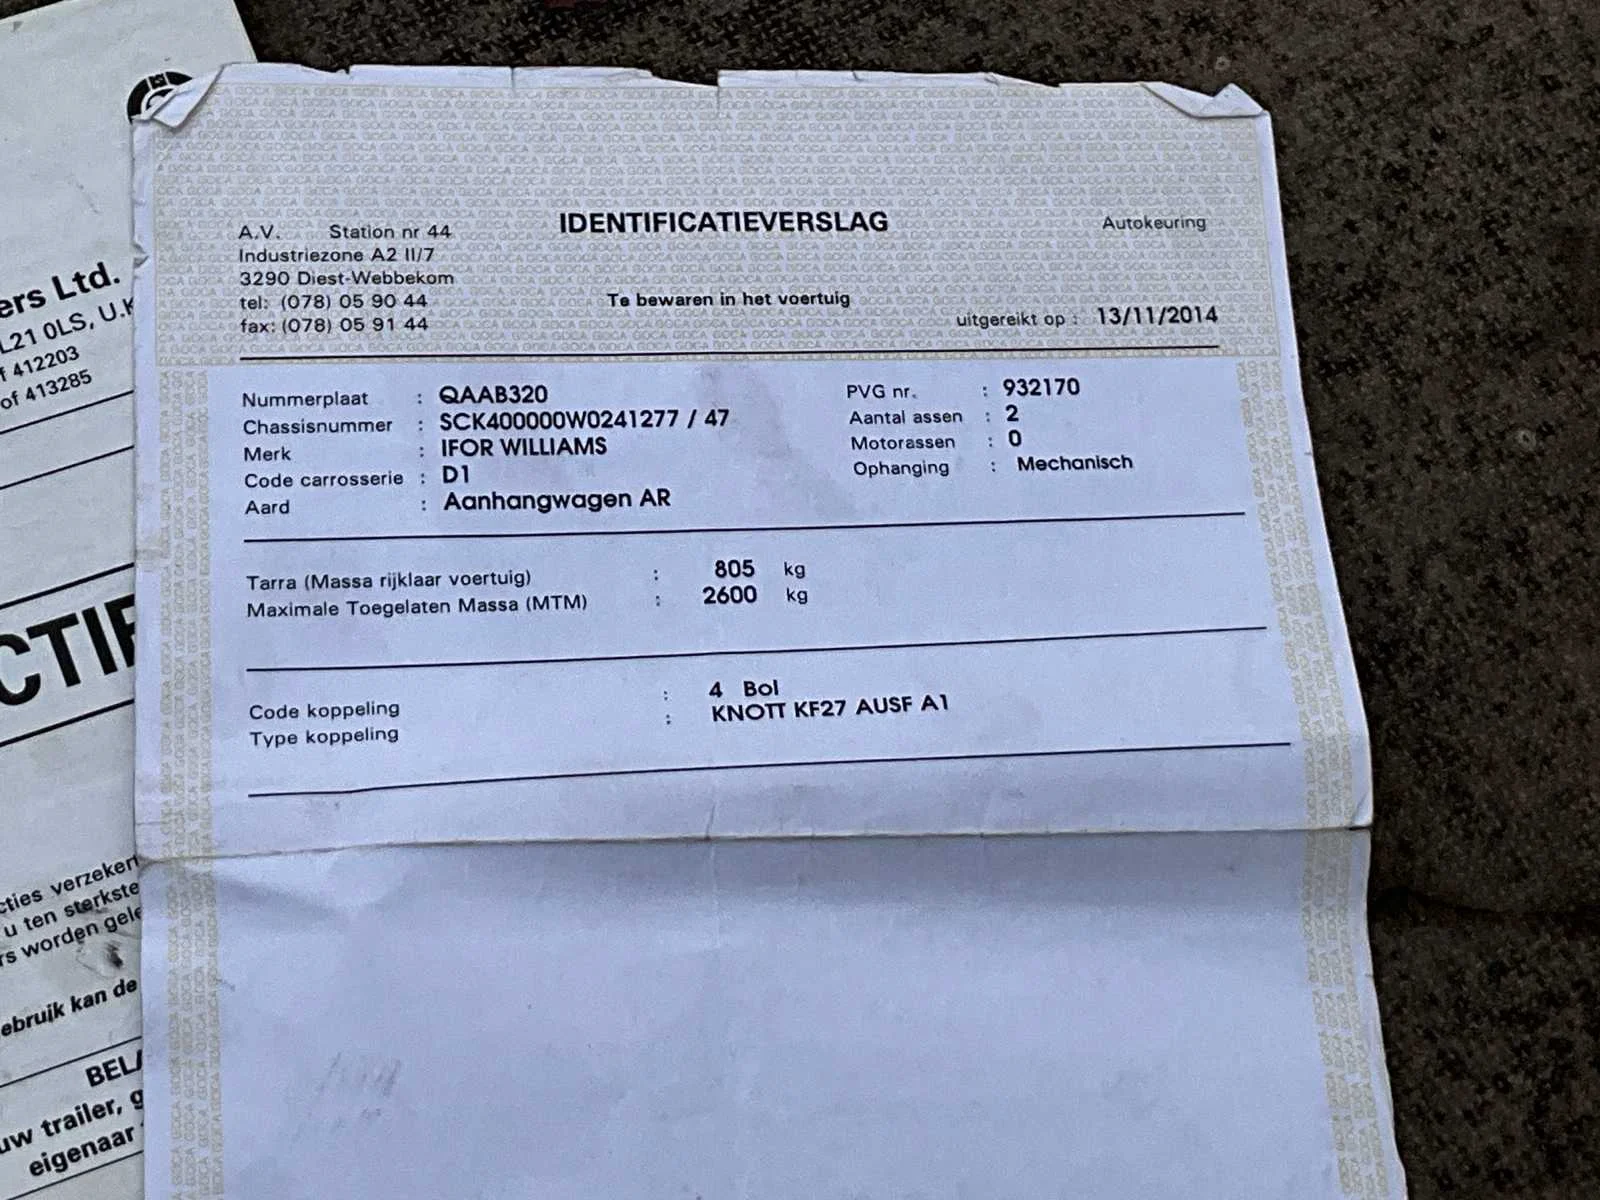 ers Ltd.
L21 0LS, U.K
f 412203
of 413285
CTIE
cties verzekert
u ten sterkste
rs worden gele
ebruik kan de
BELA
uw trailer, g
eigenaar
A.V. Station nr 44
Industriezone A2 II/7
3290 Diest-Webbekom
tel: (078) 05 90 44
fax: (078) 05 91 44
IDENTIFICATIEVERSLAG
Te bewaren in het voertuig
Autokeuring
uitgereikt op : 13/11/2014
Nummerplaat : QAAB320
Chassisnummer : SCK400000W0241277 / 47
Merk : IFOR WILLIAMS
Code carrosserie : D1
Aard : Aanhangwagen AR
PVG nr. : 932170
Aantal assen : 2
Motorassen : 0
Ophanging : Mechanisch
Tarra (Massa rijklaar voertuig) : 805 kg
Maximale Toegelaten Massa (MTM) : 2600 kg
Code koppeling : 4 Bol
Type koppeling : KNOTT KF27 AUSF A1